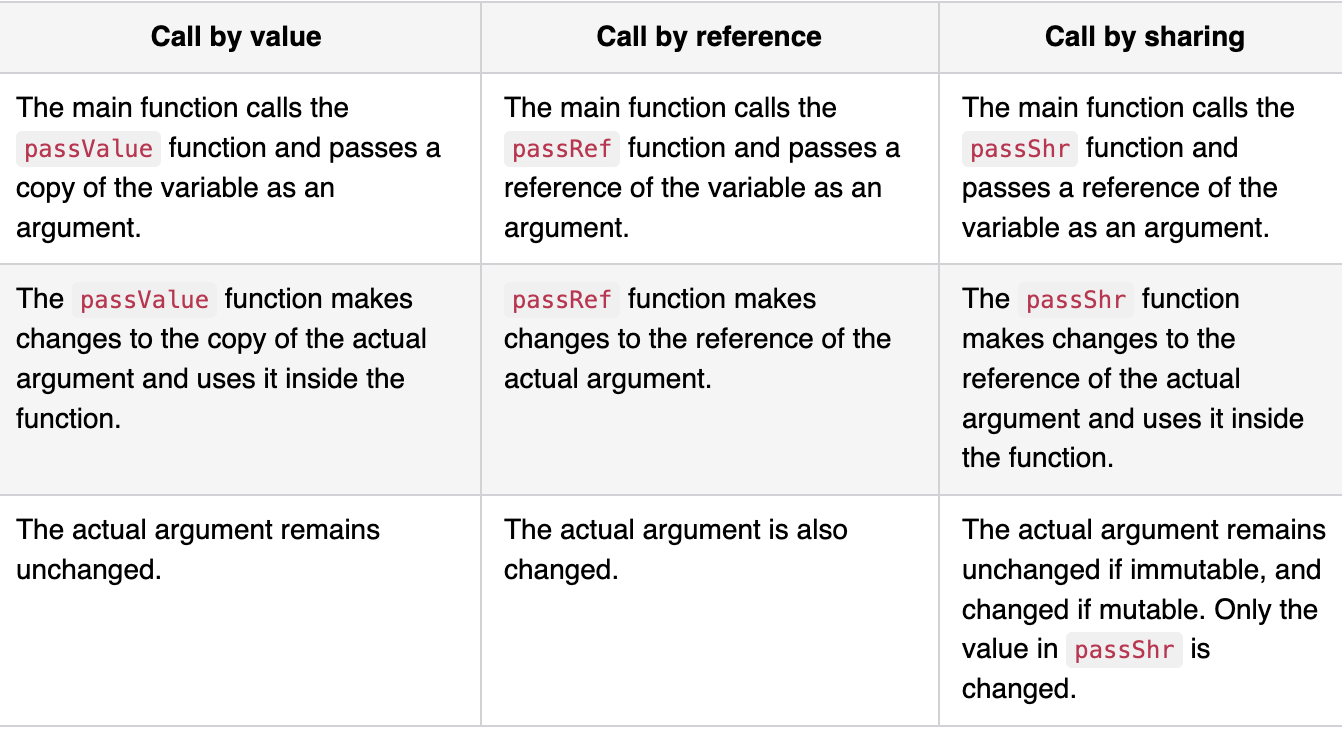 Call by value
Call by reference
Call by sharing
The main function calls the
passValue function and passes a
copy of the variable as an
argument.
The main function calls the
passRef function and passes a
reference of the variable as an
argument.
The main function calls the
passShr function and
passes a reference of the
variable as an argument.
The passValue function makes
changes to the copy of the actual
argument and uses it inside the
function.
passRef function makes
changes to the reference of the
actual argument.
The passShr function
makes changes to the
reference of the actual
argument and uses it inside
the function.
The actual argument remains
unchanged.
The actual argument is also
changed.
The actual argument remains
unchanged if immutable, and
changed if mutable. Only the
value in passShr is
changed.